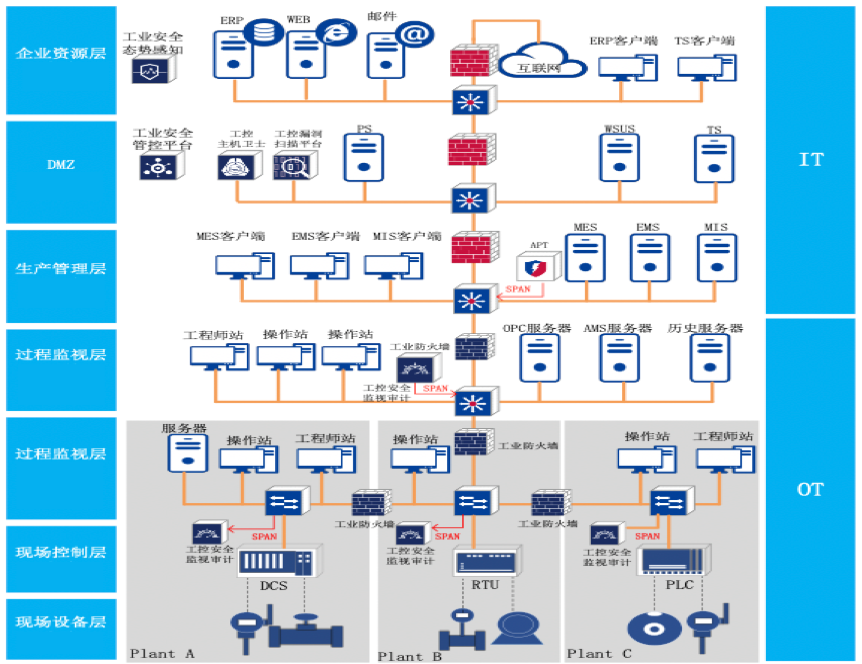 ERP
WEB
邮件
企业资源层
工业安全
态势感知
互联网
ERP客户端
TS客户端
IT
DMZ
工业安全
管控平台
工控
主机卫士
工控漏洞
扫描平台
PS
WSUS
TS
生产管理层
MES客户端
EMS客户端
MIS客户端
APT
SPAN
MES
EMS
MIS
过程监视层
工程师站
操作站
操作站
工业防火墙
SPAN
工控安全
监视审计
OPC服务器
AMS服务器
历史服务器
OT
过程监视层
服务器
操作站
工程师站
操作站
工业防火墙
操作站
工程师站
工业防火墙
工业防火墙
SPAN
SPAN
SPAN
现场控制层
工控安全
监视审计
DCS
工控安全
监视审计
RTU
工控安全
监视审计
PLC
现场设备层
Plant A
Plant B
Plant C